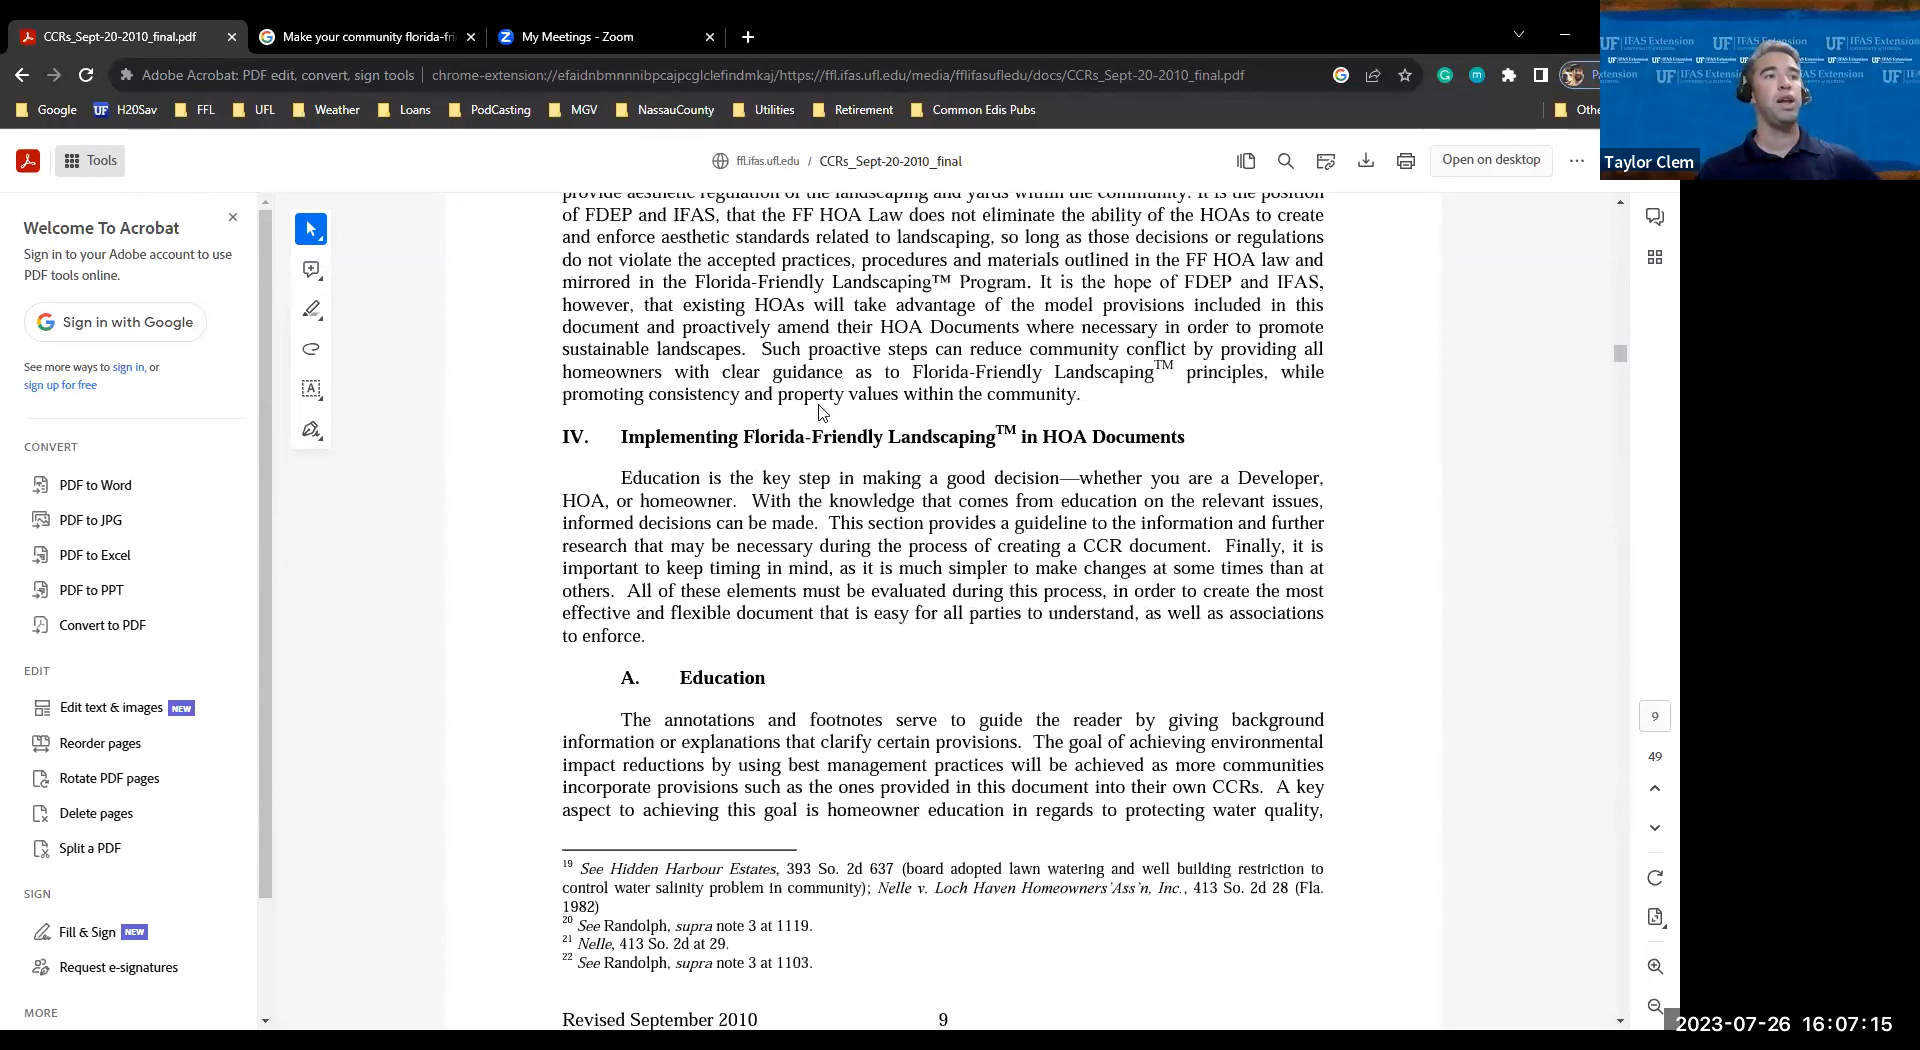 CCRs_Sept-20-2010_final.pdf
Make your community florida-fri
My Meetings - Zoom
Adobe Acrobat: PDF edit, convert, sign tools
chrome-extension://efaidnbmnnnibpcajpcglclefindmkaj/https://ffl.ifas.ufl.edu/media/fflifasufledu/docs/CCRs_Sept-20-2010_final.pdf
Google
UF
H20Sav
FFL
UFL
Weather
Loans
PodCasting
MGV
NassauCounty
Utilities
Retirement
Common Edis Pubs
Othe
UF IFAS Extension
UF IFAS Extension
UF IFAS Extension
Taylor Clem
Tools
ffl.ifas.ufl.edu / CCRs_Sept-20-2010_final
Open on desktop
Welcome To Acrobat
Sign in to your Adobe account to use
PDF tools online.
Sign in with Google
See more ways to sign in, or
sign up for free
CONVERT
PDF to Word
PDF to JPG
PDF to Excel
PDF to PPT
Convert to PDF
EDIT
Edit text & images NEW
Reorder pages
Rotate PDF pages
Delete pages
Split a PDF
SIGN
Fill & Sign NEW
Request e-signatures
MORE
provide aesthetic regulation of the landscaping and yards within the community. It is the position
of FDEP and IFAS, that the FF HOA Law does not eliminate the ability of the HOAs to create
and enforce aesthetic standards related to landscaping, so long as those decisions or regulations
do not violate the accepted practices, procedures and materials outlined in the FF HOA law and
mirrored in the Florida-Friendly Landscaping™ Program. It is the hope of FDEP and IFAS,
however, that existing HOAs will take advantage of the model provisions included in this
document and proactively amend their HOA Documents where necessary in order to promote
sustainable landscapes. Such proactive steps can reduce community conflict by providing all
homeowners with clear guidance as to Florida-Friendly Landscaping™ principles, while
promoting consistency and property values within the community.
IV. Implementing Florida-Friendly Landscaping™ in HOA Documents
Education is the key step in making a good decision—whether you are a Developer,
HOA, or homeowner. With the knowledge that comes from education on the relevant issues,
informed decisions can be made. This section provides a guideline to the information and further
research that may be necessary during the process of creating a CCR document. Finally, it is
important to keep timing in mind, as it is much simpler to make changes at some times than at
others. All of these elements must be evaluated during this process, in order to create the most
effective and flexible document that is easy for all parties to understand, as well as associations
to enforce.
A. Education
The annotations and footnotes serve to guide the reader by giving background
information or explanations that clarify certain provisions. The goal of achieving environmental
impact reductions by using best management practices will be achieved as more communities
incorporate provisions such as the ones provided in this document into their own CCRs. A key
aspect to achieving this goal is homeowner education in regards to protecting water quality,
19 See Hidden Harbour Estates, 393 So. 2d 637 (board adopted lawn watering and well building restriction to
control water salinity problem in community); Nelle v. Loch Haven Homeowners'Ass'n, Inc., 413 So. 2d 28 (Fla.
1982)
20 See Randolph, supra note 3 at 1119.
21 Nelle, 413 So. 2d at 29.
22 See Randolph, supra note 3 at 1103.
Revised September 2010 9
9
49
2023-07-26 16:07:15